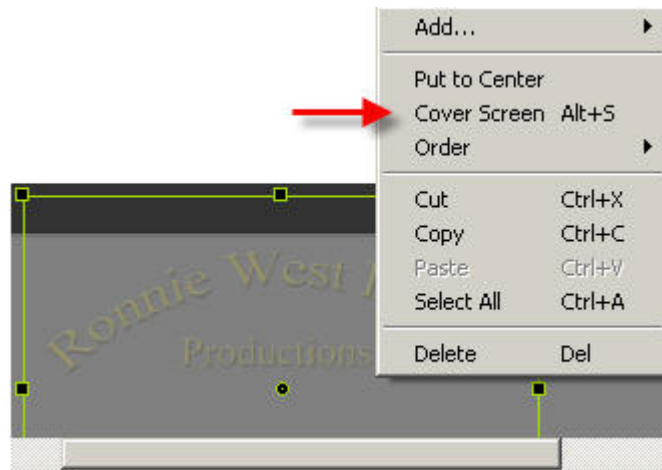 Add...
Put to Center
Cover Screen Alt+S
Order
Cut Ctrl+X
Copy Ctrl+C
Paste Ctrl+V
Select All Ctrl+A
Delete Del
Ronnie West
Productions